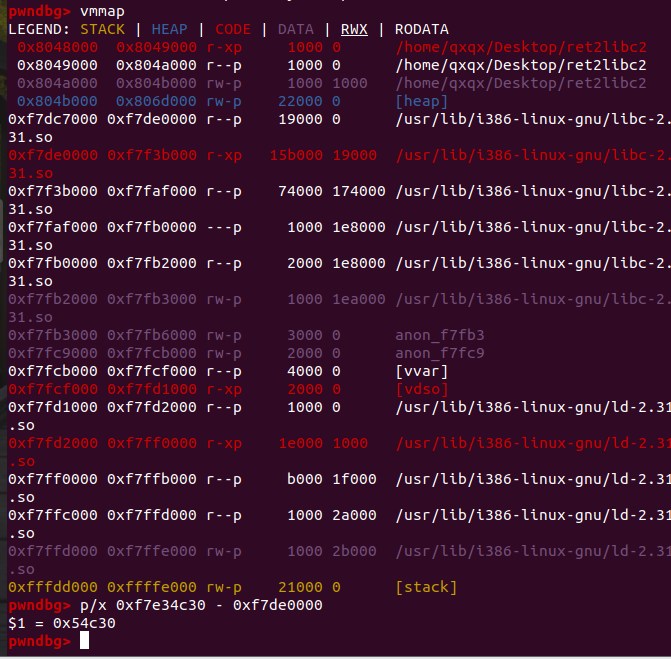 pwndbg> vmmap
LEGEND: STACK | HEAP | CODE | DATA | RWX | RODATA
0x8048000 0x8049000 r-xp 1000 0 /home/qxqx/Desktop/ret2libc2
0x8049000 0x804a000 r--p 1000 0 /home/qxqx/Desktop/ret2libc2
0x804a000 0x804b000 rw-p 1000 1000 /home/qxqx/Desktop/ret2libc2
0x804b000 0x806d000 rw-p 22000 0 [heap]
0xf7dc7000 0xf7de0000 r--p 19000 0 /usr/lib/i386-linux-gnu/libc-2.
31.so
0xf7de0000 0xf7f3b000 r-xp 15b000 19000 /usr/lib/i386-linux-gnu/libc-2.
31.so
0xf7f3b000 0xf7faf000 r--p 74000 174000 /usr/lib/i386-linux-gnu/libc-2.
31.so
0xf7faf000 0xf7fb0000 ---p 1000 1e8000 /usr/lib/i386-linux-gnu/libc-2.
31.so
0xf7fb0000 0xf7fb2000 r--p 2000 1e8000 /usr/lib/i386-linux-gnu/libc-2.
31.so
0xf7fb2000 0xf7fb3000 rw-p 1000 1ea000 /usr/lib/i386-linux-gnu/libc-2.
31.so
0xf7fb3000 0xf7fb6000 rw-p 3000 0 anon_f7fb3
0xf7fc9000 0xf7fcb000 rw-p 2000 0 anon_f7fc9
0xf7fcb000 0xf7fcf000 r--p 4000 0 [vvar]
0xf7fcf000 0xf7fd1000 r-xp 2000 0 [vdso]
0xf7fd1000 0xf7fd2000 r--p 1000 0 /usr/lib/i386-linux-gnu/ld-2.31
.so
0xf7fd2000 0xf7ff0000 r-xp 1e000 1000 /usr/lib/i386-linux-gnu/ld-2.31
.so
0xf7ff0000 0xf7ffb000 r--p b000 1f000 /usr/lib/i386-linux-gnu/ld-2.31
.so
0xf7ffc000 0xf7ffd000 r--p 1000 2a000 /usr/lib/i386-linux-gnu/ld-2.31
.so
0xf7ffd000 0xf7ffe000 rw-p 1000 2b000 /usr/lib/i386-linux-gnu/ld-2.31
.so
0xfffdd000 0xffffe000 rw-p 21000 0 [stack]
pwndbg> p/x 0xf7e34c30 - 0xf7de0000
$1 = 0x54c30
pwndbg>